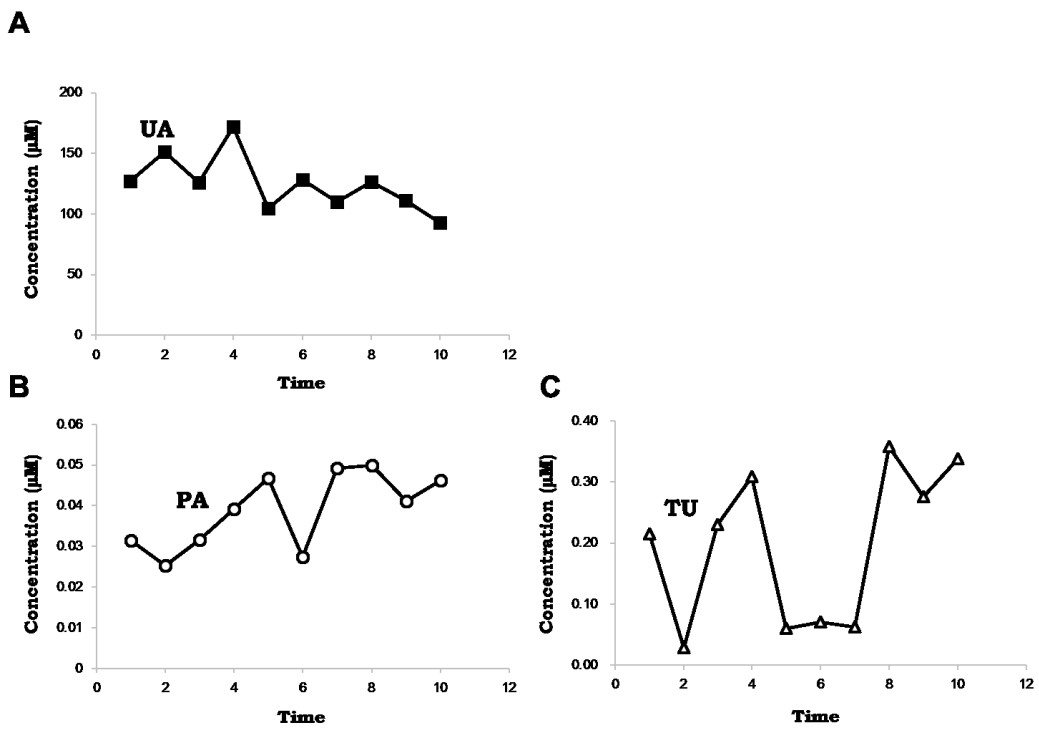 A
200
150
100
50
0
UA
Concentration (µM)
0 2 4 6 8 10 12
Time
B
0.06
0.05
0.04
0.03
0.02
0.01
0
PA
Concentration (µM)
0 2 4 6 8 10 12
Time
C
0.40
0.30
0.20
0.10
0.00
TU
Concentration (µM)
0 2 4 6 8 10 12
Time